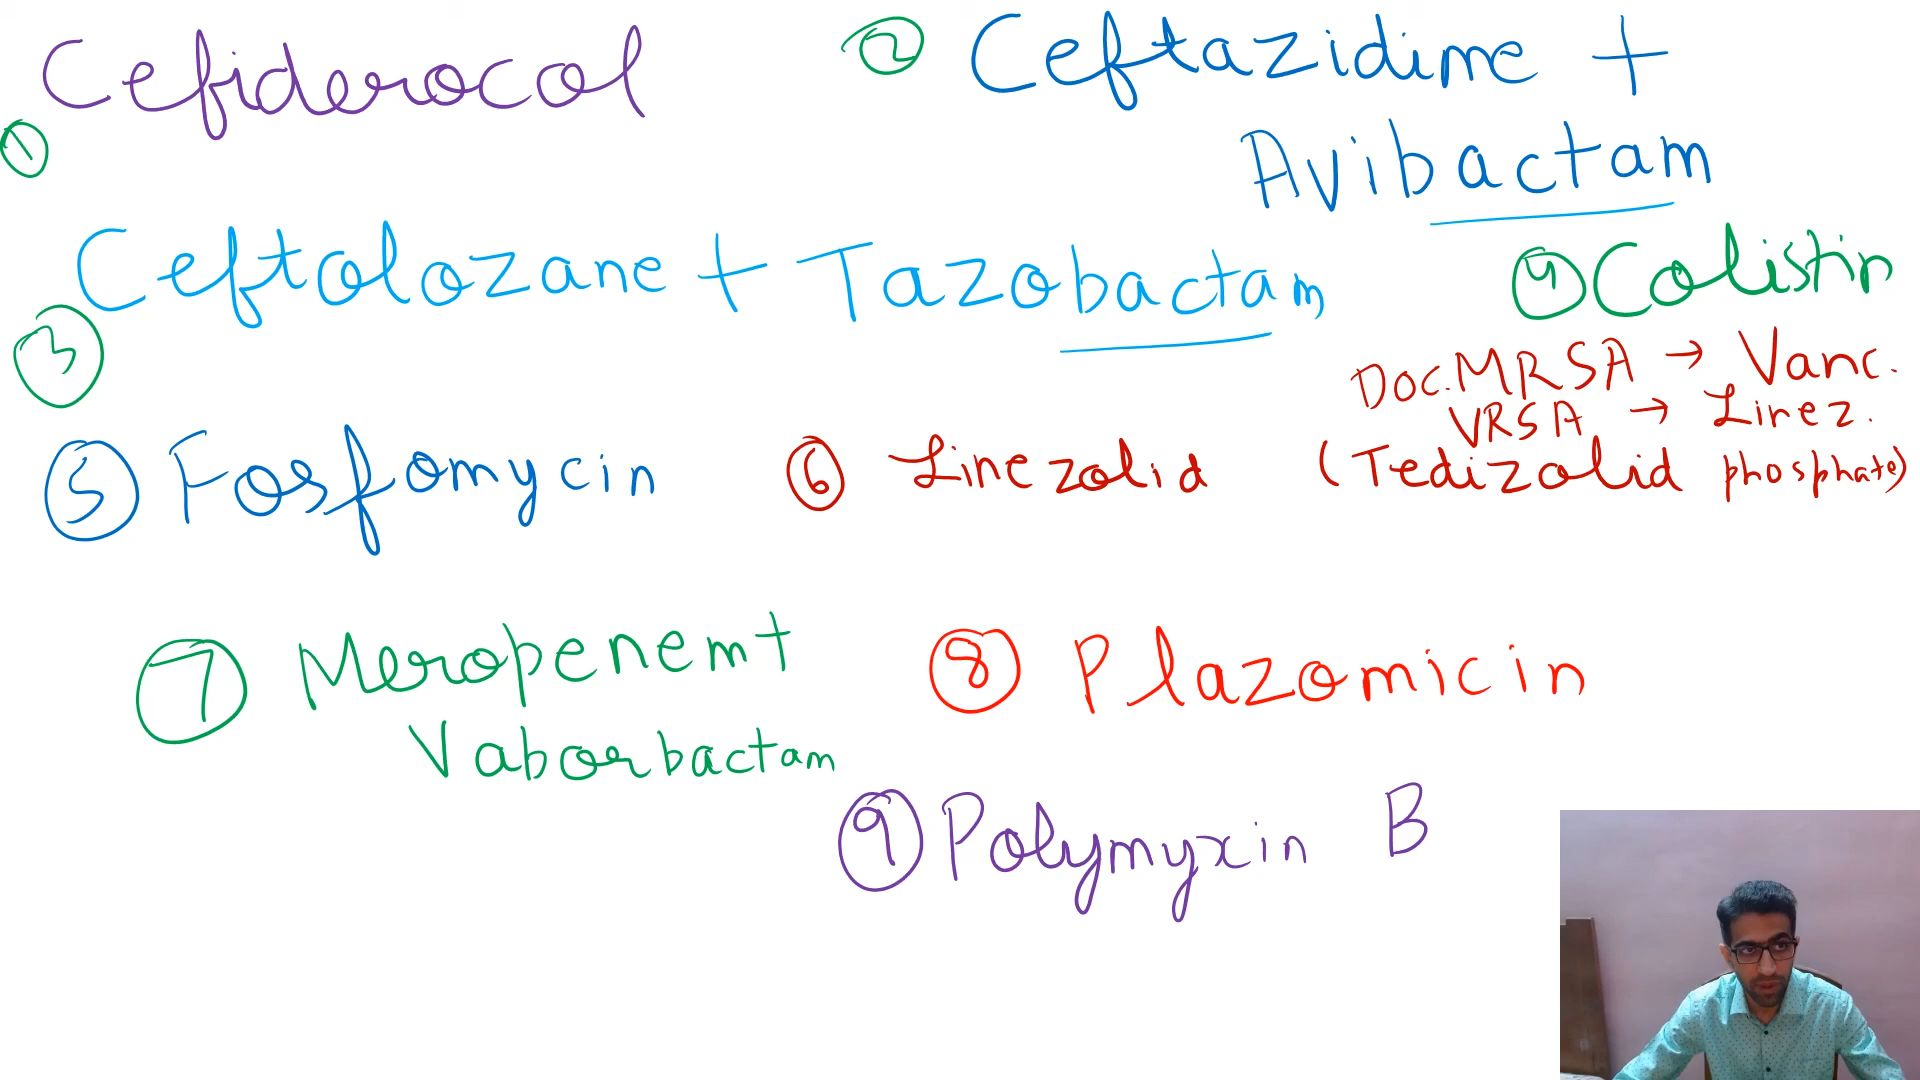 Cefiderocol
①
② Ceftazidime +
Avibactam
Ceftolozane + Tazobactam
③
④ Colistin
Doc. MRSA → Vanc.
VRSA → Linez.
⑤ Fosfomycin
⑥ Linezolid (Tedizolid phosphate)
⑦ Meropenem +
Vaborbactam
⑧ Plazomicin
⑨ Polymyxin B